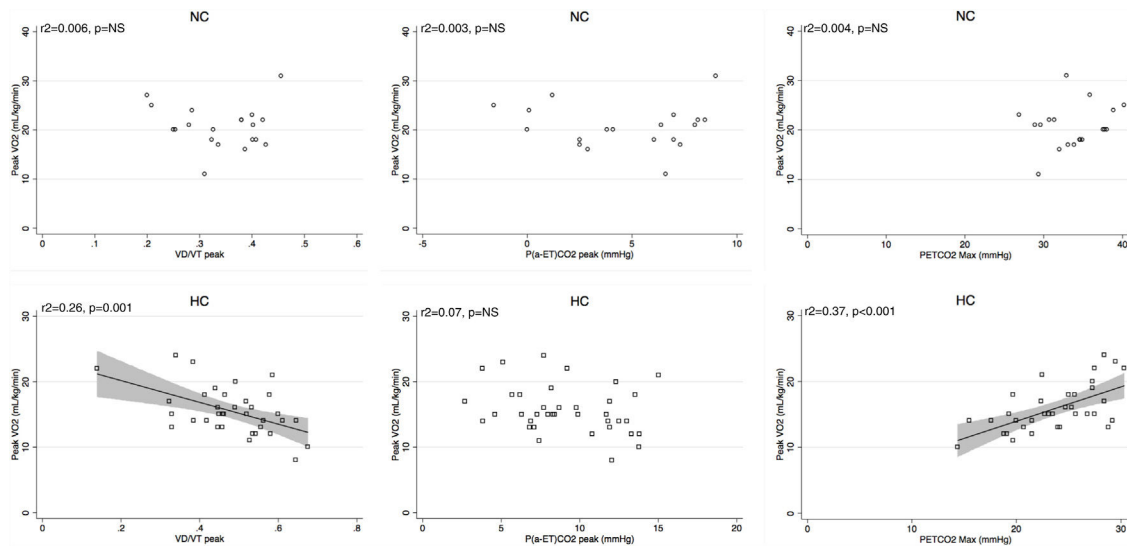 NC
r2=0.006, p=NS
Peak VO2 (mL/kg/min)
0 10 20 30 40
0 .1 .2 .3 .4 .5 .6
VD/VT peak
NC
r2=0.003, p=NS
Peak VO2 (mL/kg/min)
0 10 20 30 40
-5 0 5 10
P(a-ET)CO2 peak (mmHg)
NC
r2=0.004, p=NS
Peak VO2 (mL/kg/min)
0 10 20 30 40
0 10 20 30 40
PETCO2 Max (mmHg)
HC
r2=0.26, p=0.001
Peak VO2 (mL/kg/min)
0 10 20 30
0 .2 .4 .6 .8
VD/VT peak
HC
r2=0.07, p=NS
Peak VO2 (mL/kg/min)
0 10 20 30
0 5 10 15 20
P(a-ET)CO2 peak (mmHg)
HC
r2=0.37, p<0.001
Peak VO2 (mL/kg/min)
0 10 20 30
0 10 20 30
PETCO2 Max (mmHg)